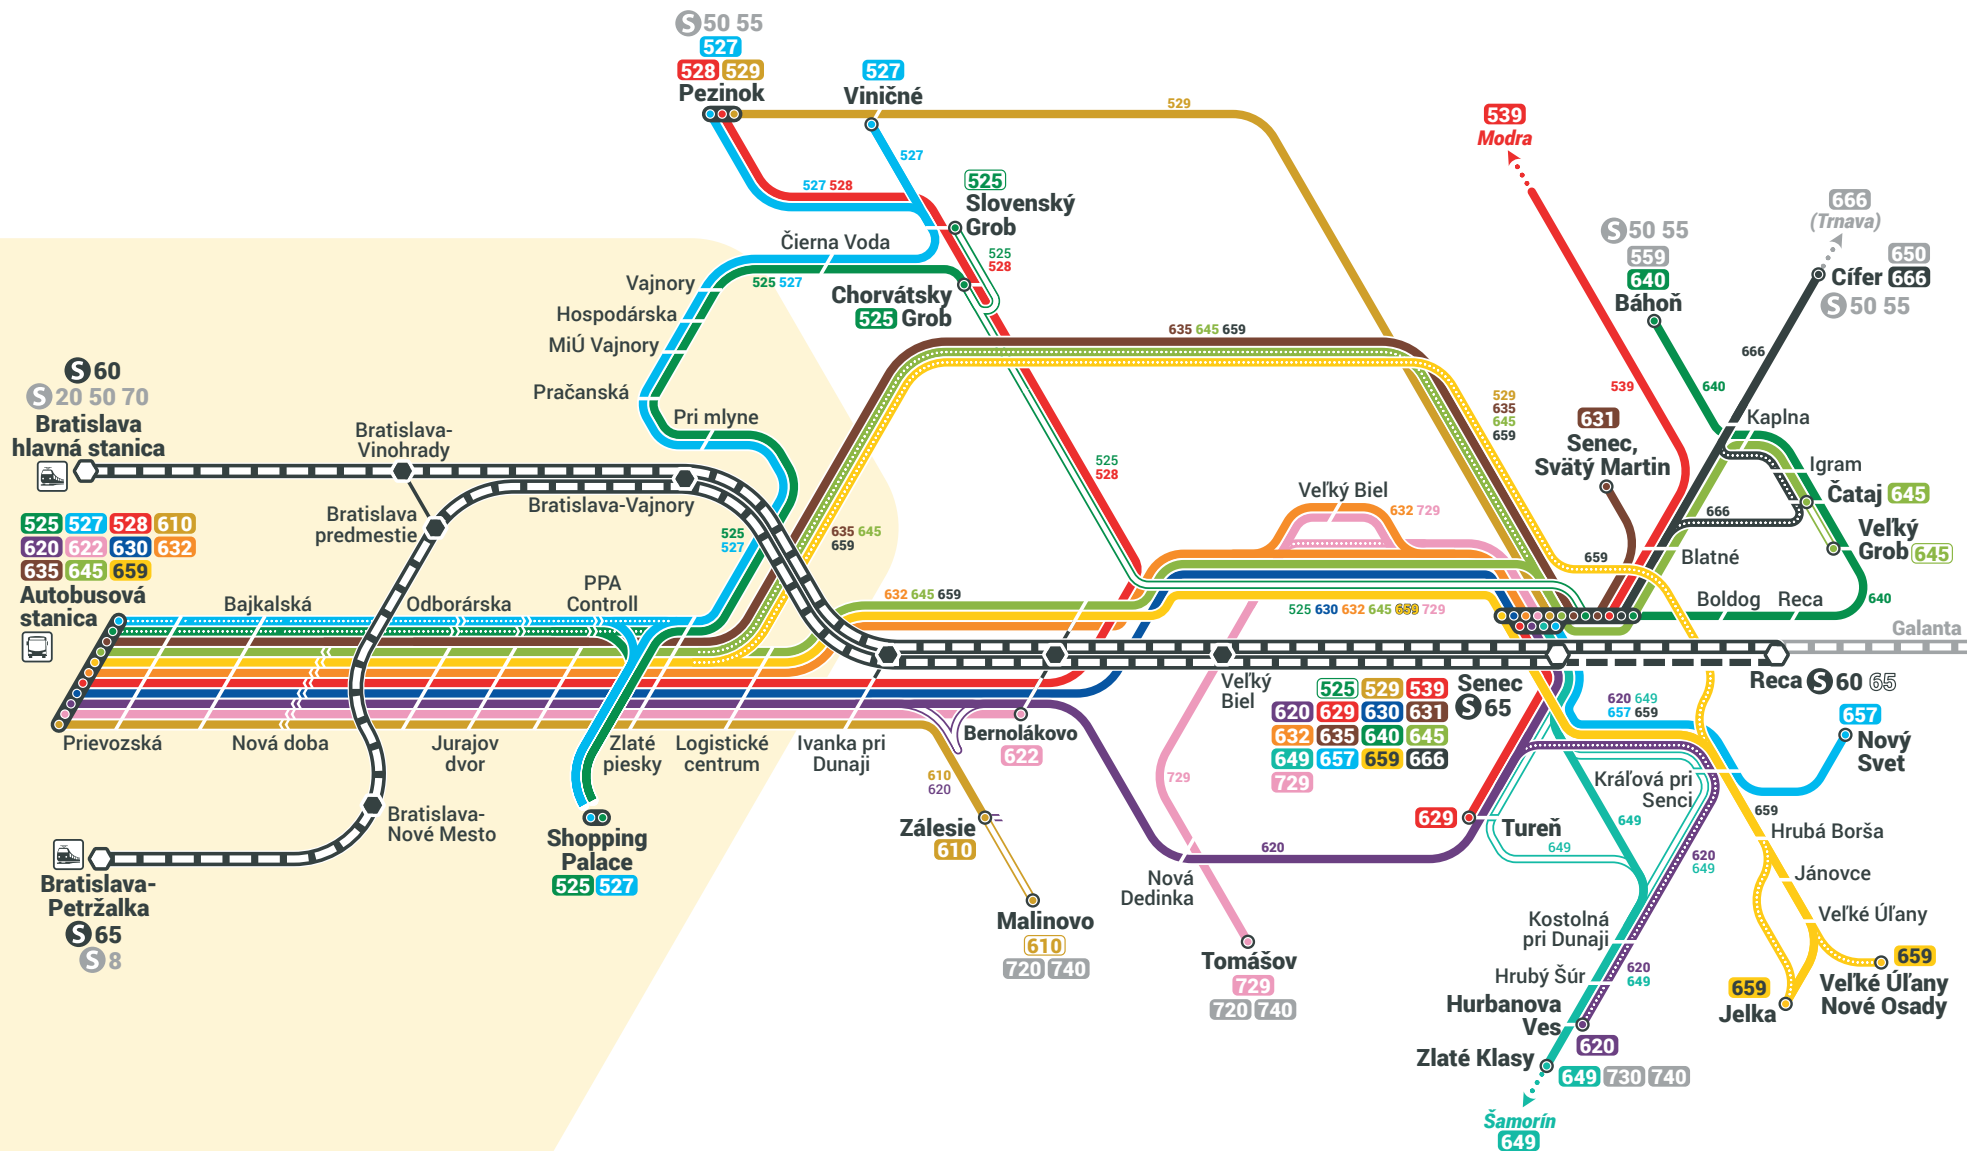 S 50 55
527
528 529
Pezinok
527
Viničné
529
527
527 528
525
Slovenský
Grob
525
528
Čierna Voda
525 527
Chorvátsky
525 Grob
Vajnory
Hospodárska
MiÚ Vajnory
Pračanská
Pri mlyne
539
Modra
539
666
(Trnava)
650
Cífer 666
S 50 55
S 50 55
559
640
Báhoň
666
640
635 645 659
529
635
645
659
631
Senec,
Svätý Martin
Kaplna
Igram
Čataj 645
Veľký
Grob 645
666
659
Blatné
Boldog
Reca
640
Galanta
S 60
S 20 50 70
Bratislava
hlavná stanica
Bratislava-
Vinohrady
Bratislava
predmestie
Bratislava-Vajnory
525
527
635 645
659
525
528
Veľký Biel
632 729
525 527 528 610
620 622 630 632
635 645 659
Autobusová
stanica
Bajkalská
Odborárska
PPA
Controll
632 645 659
525 630 632 645 659 729
Prievozská
Nová doba
Jurajov
dvor
Zlaté
piesky
Logistické
centrum
Ivanka pri
Dunaji
Bernolákovo
622
Veľký
Biel
525 529 539
620 629 630 631
632 635 640 645
649 657 659 666
729
Senec
S 65
Reca S 60 65
620 649
657 659
657
Nový
Svet
Kráľová pri
Senci
659
Hrubá Borša
Jánovce
Veľké Úľany
659
Veľké Úľany
Nové Osady
659
Jelka
Bratislava-
Nové Mesto
Bratislava-
Petržalka
S 65
S 8
Shopping
Palace
525 527
610
620
Zálesie
610
Malinovo
610
720 740
729
620
Nová
Dedinka
Tomášov
729
720 740
629
Tureň
649
649
620
649
Kostolná
pri Dunaji
Hrubý Šúr
620
649
Hurbanova
Ves
620
Zlaté Klasy
649 730 740
Šamorín
649